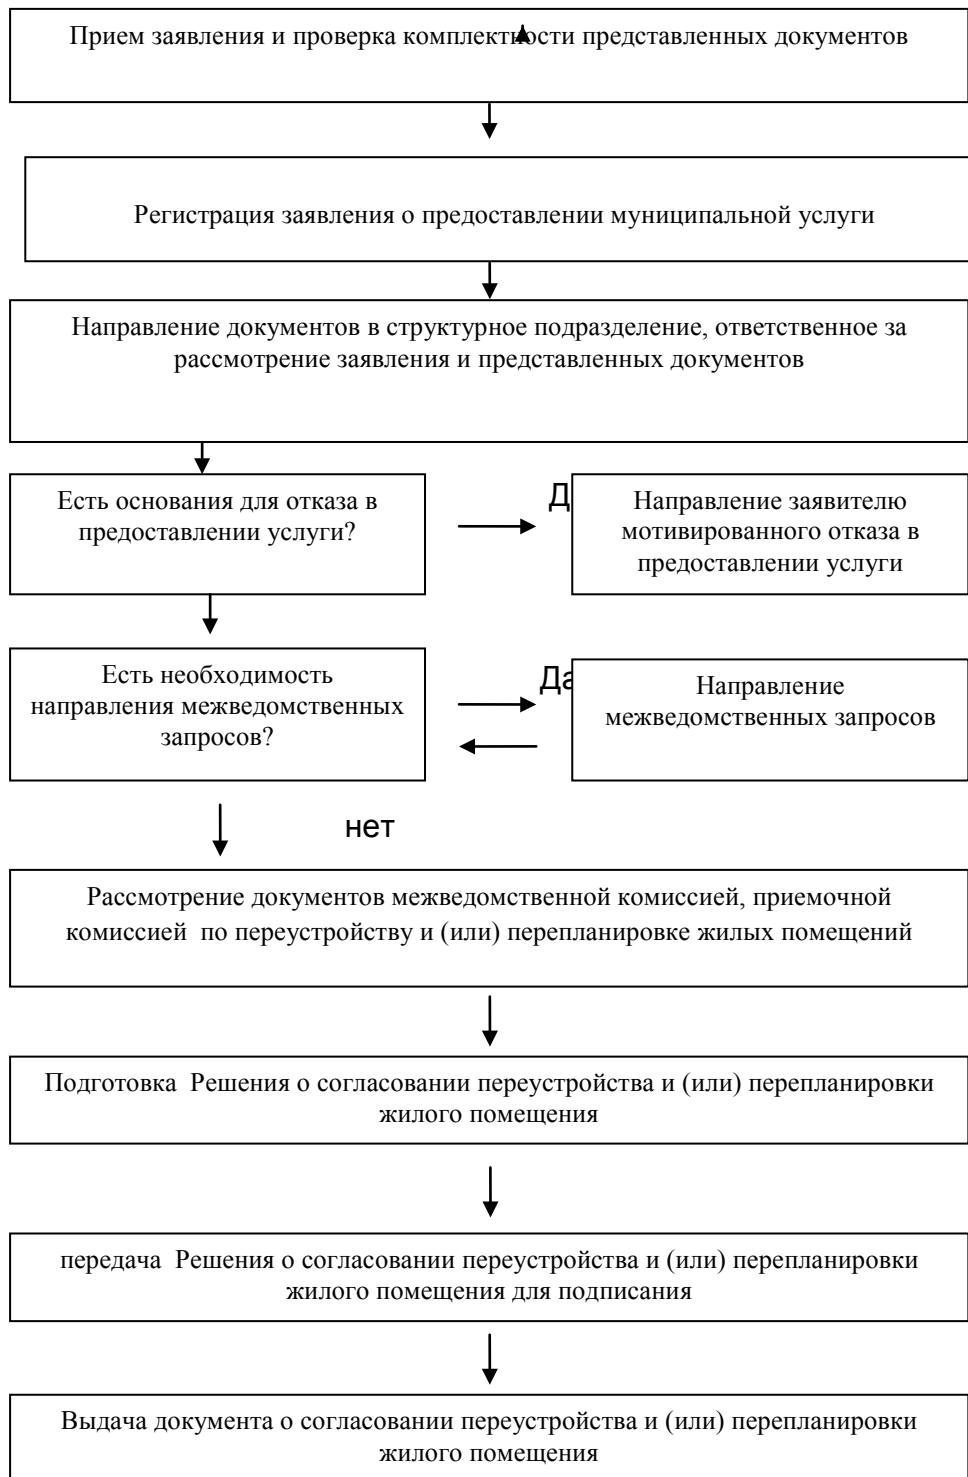 Прием заявления и проверка комплектности представленных документов
Регистрация заявления о предоставлении муниципальной услуги
Направление документов в структурное подразделение, ответственное за
рассмотрение заявления и представленных документов
Есть основания для отказа в
предоставлении услуги?
Направление заявителю
мотивированного отказа в
предоставлении услуги
Есть необходимость
направления межведомственных
запросов?
Да
Направление
межведомственных запросов
нет
Рассмотрение документов межведомственной комиссией, приемочной
комиссией по переустройству и (или) перепланировке жилых помещений
Подготовка Решения о согласовании переустройства и (или) перепланировки
жилого помещения
передача Решения о согласовании переустройства и (или) перепланировки
жилого помещения для подписания
Выдача документа о согласовании переустройства и (или) перепланировки
жилого помещения